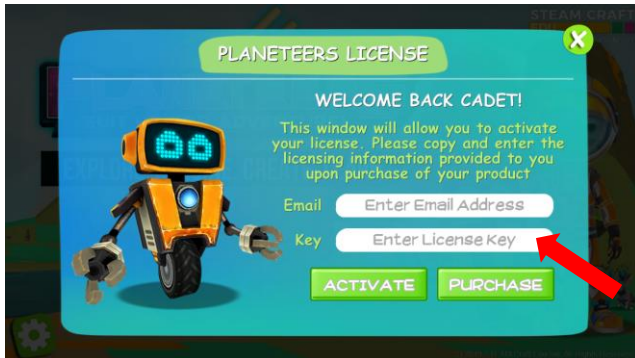 STEAM CRAFT
EDU
PLANETEERS LICENSE
X
WELCOME BACK CADET!
This window will allow you to activate
your license. Please copy and enter the
licensing information provided to you
upon purchase of your product
Email Enter Email Address
Key Enter License Key
ACTIVATE PURCHASE